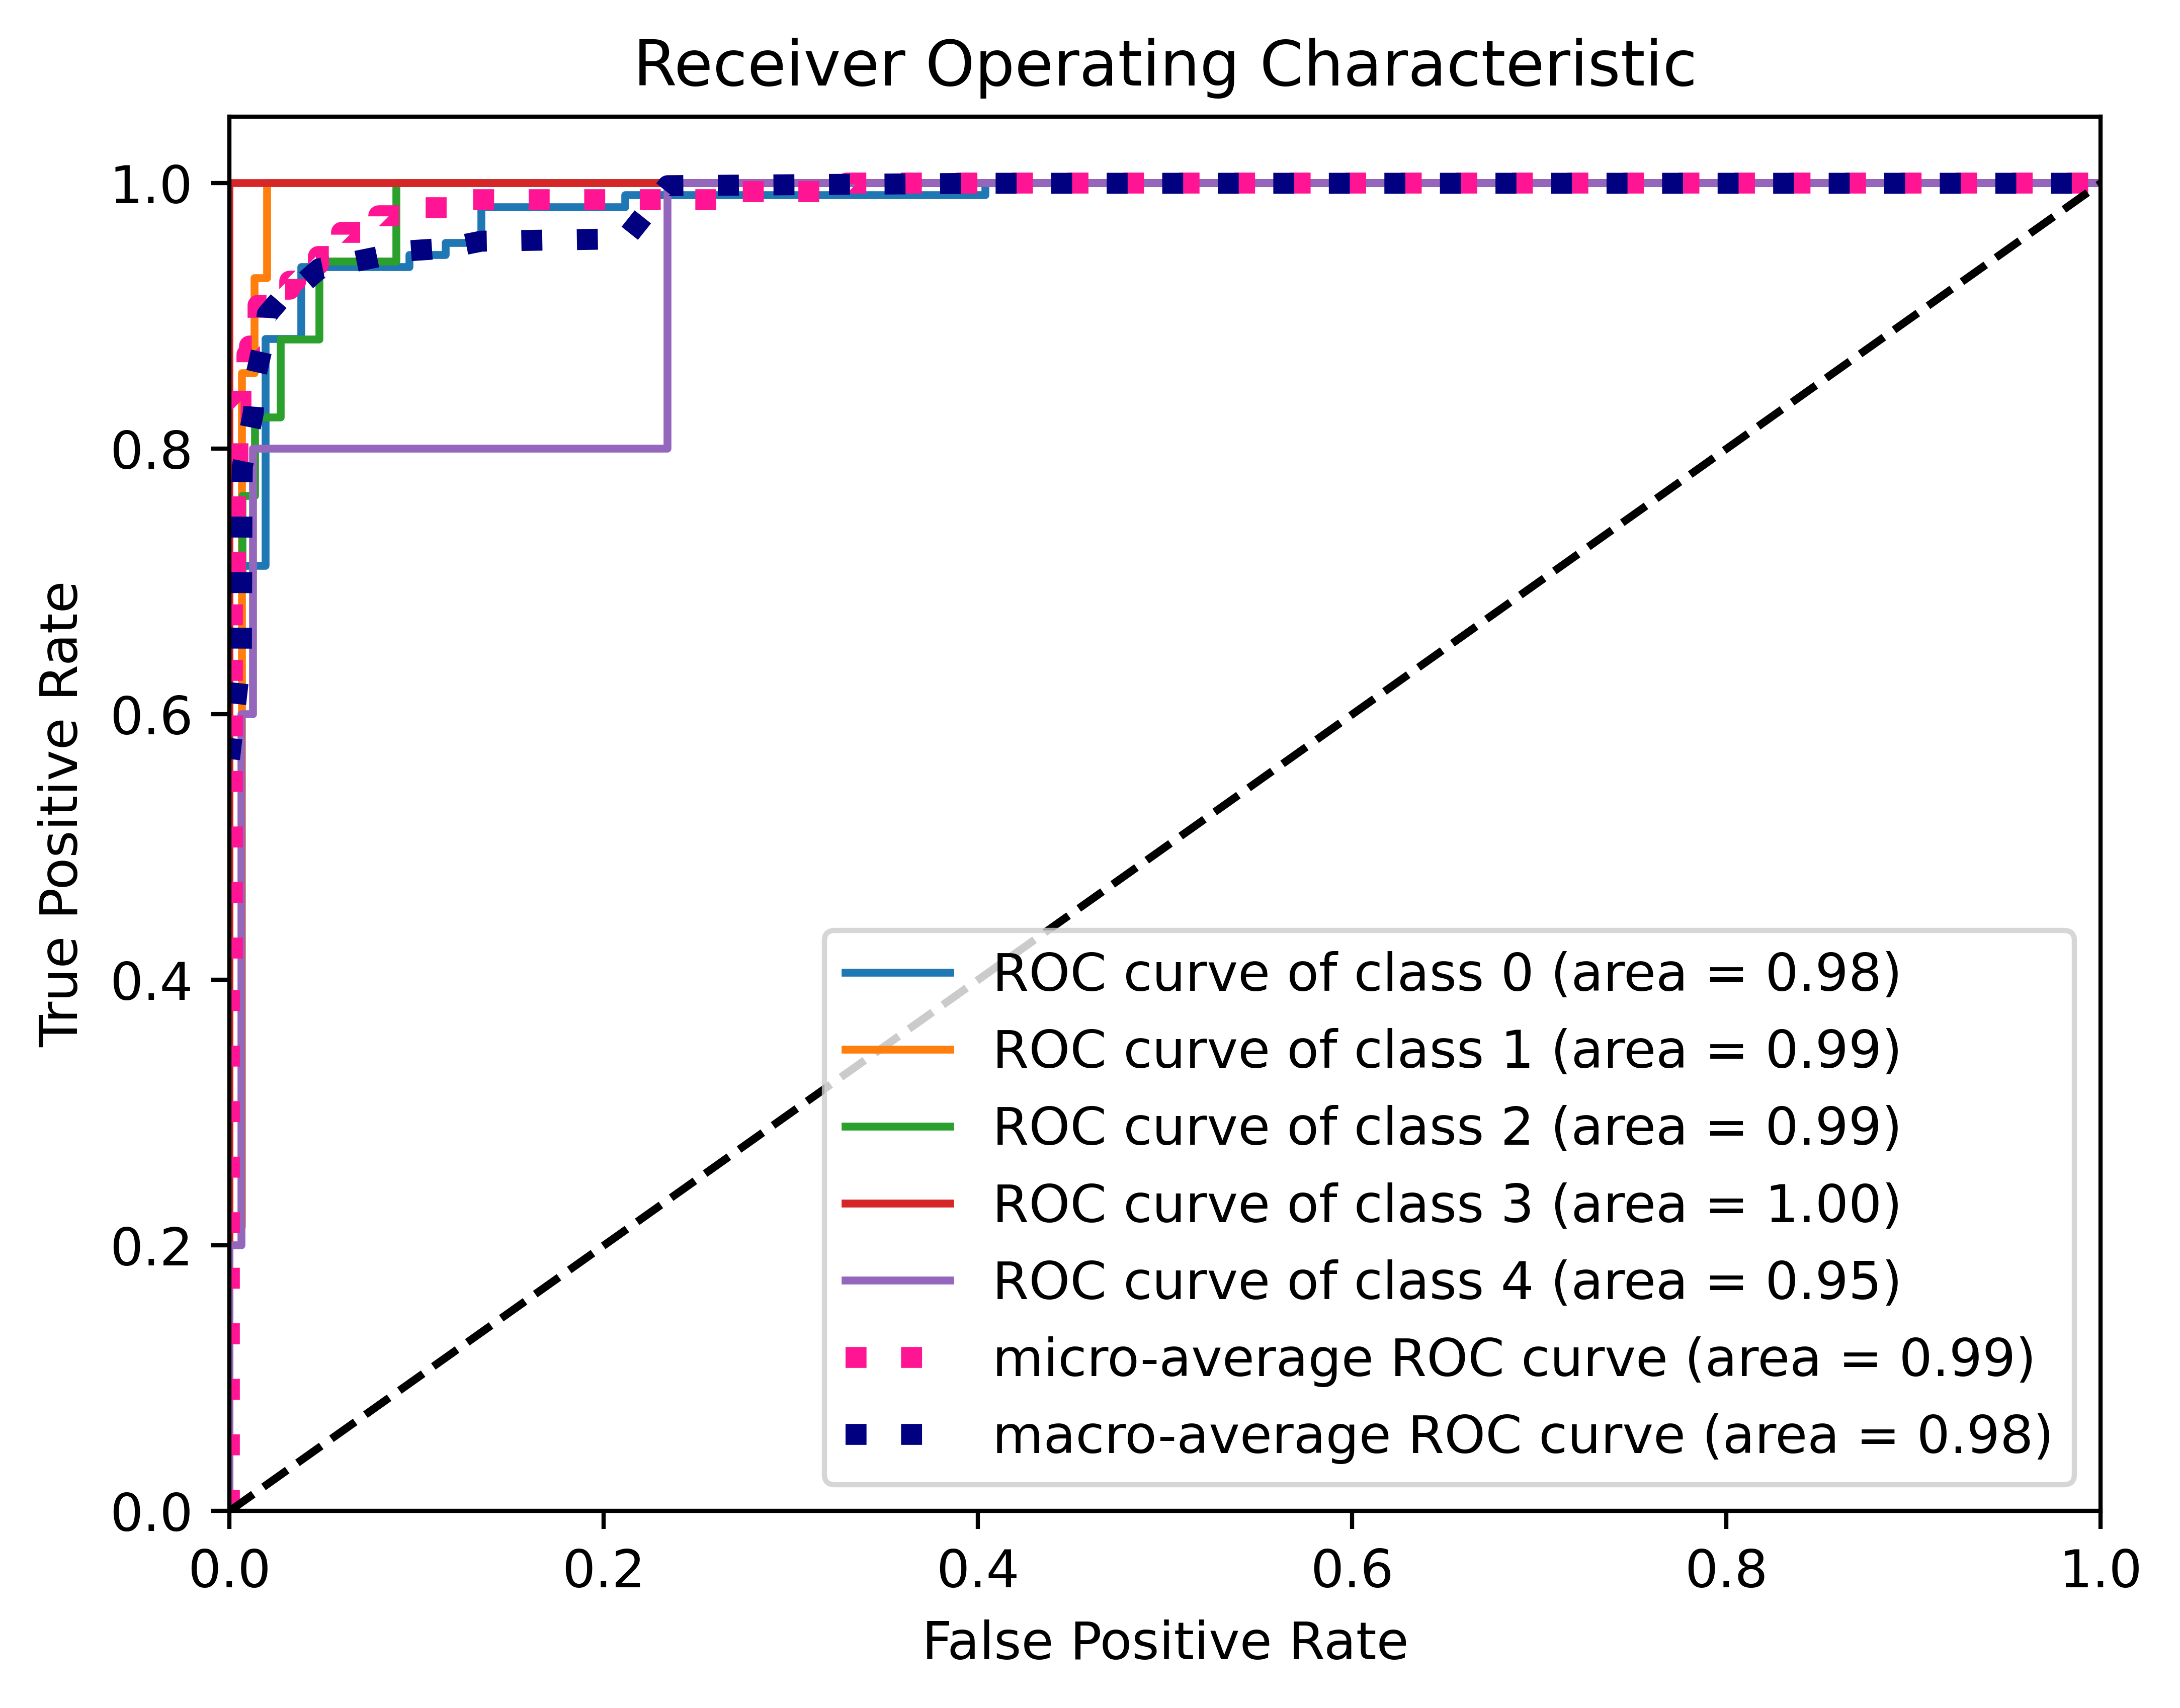 Receiver Operating Characteristic
1.0
0.8
0.6
0.4
0.2
0.0
True Positive Rate
ROC curve of class 0 (area = 0.98)
ROC curve of class 1 (area = 0.99)
ROC curve of class 2 (area = 0.99)
ROC curve of class 3 (area = 1.00)
ROC curve of class 4 (area = 0.95)
micro-average ROC curve (area = 0.99)
macro-average ROC curve (area = 0.98)
0.0 0.2 0.4 0.6 0.8 1.0
False Positive Rate